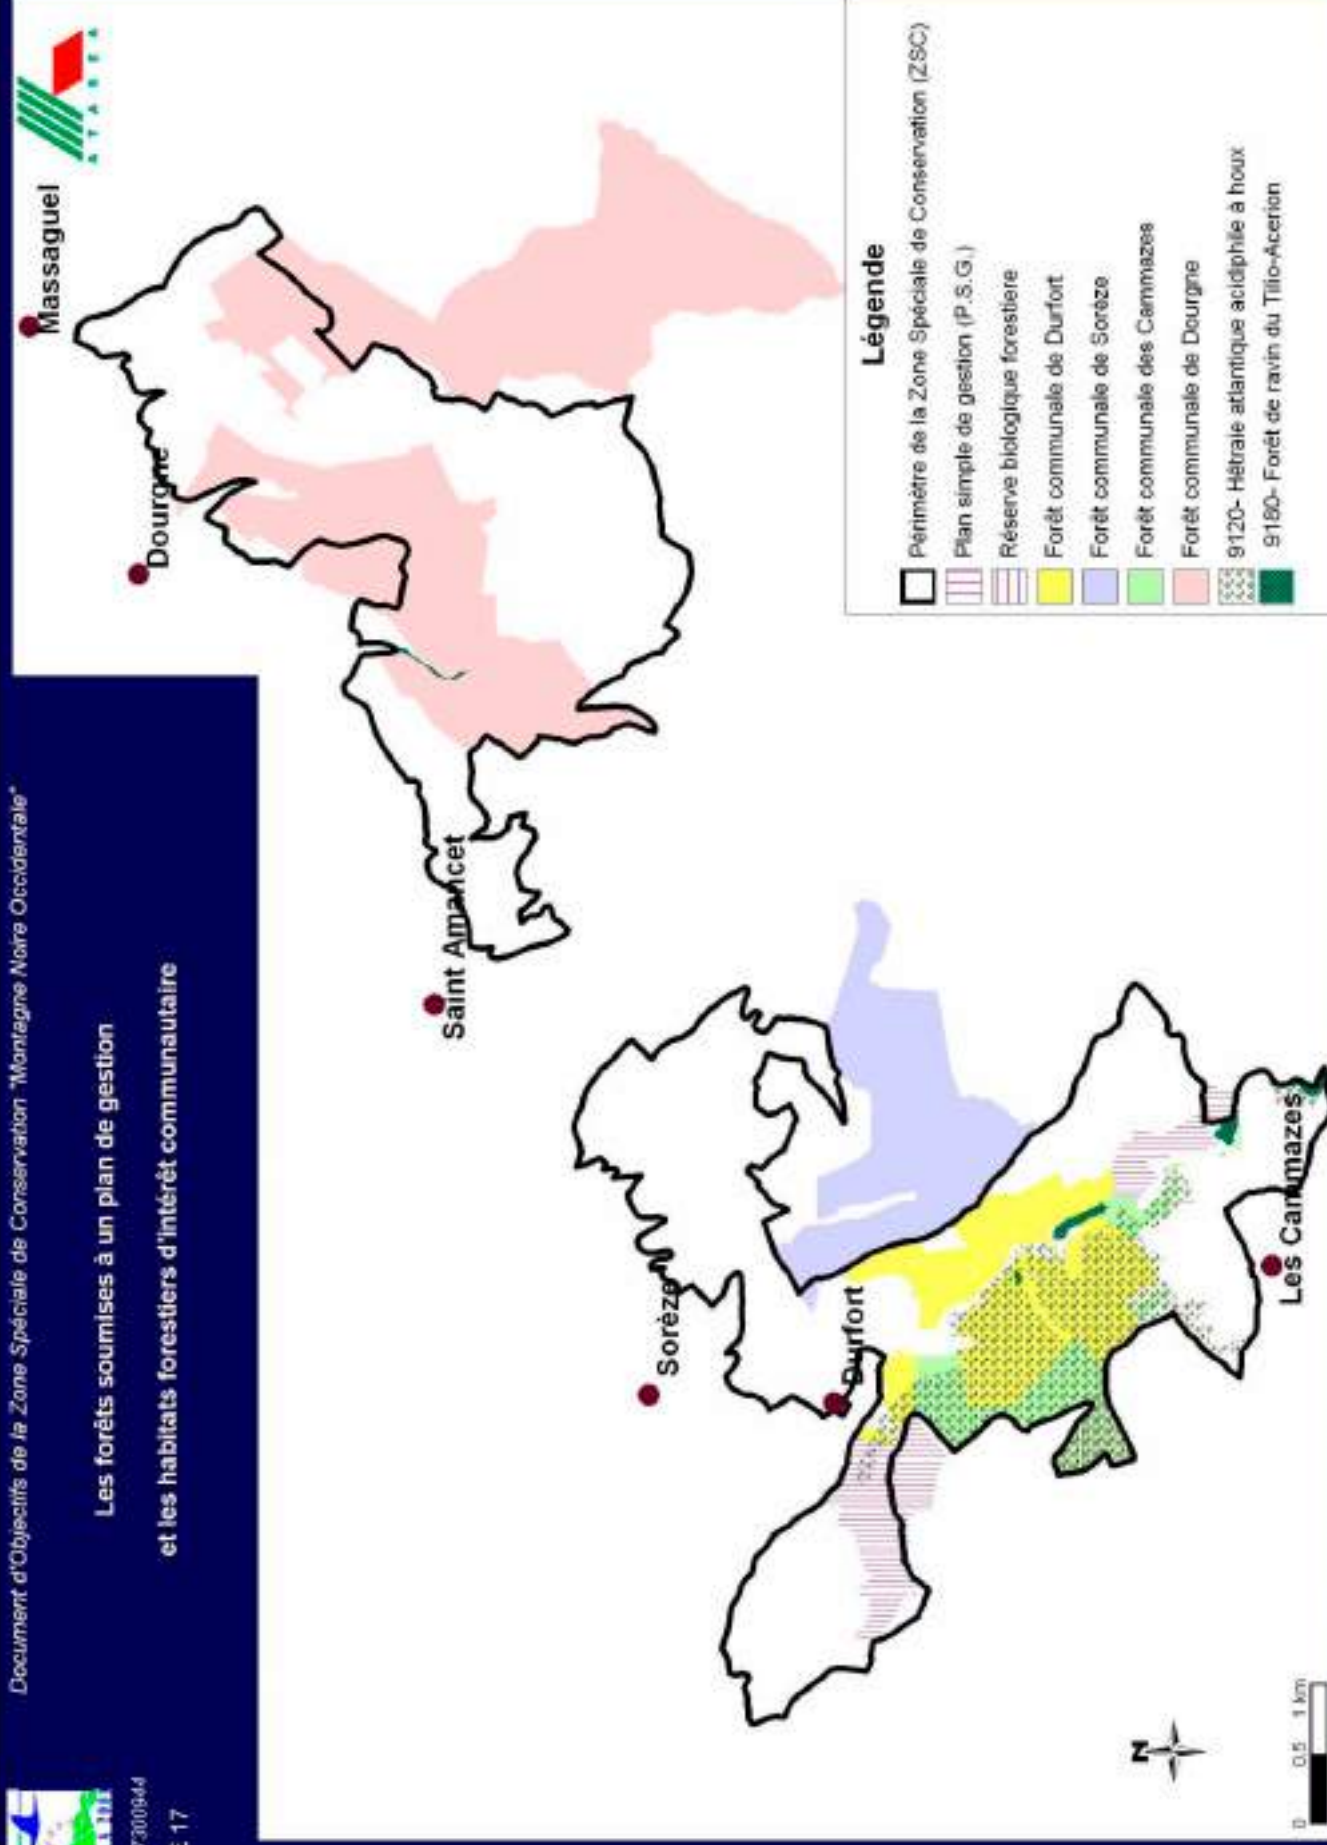 Document d'Objectifs de la Zone Spéciale de Conservation "Montagne Noire Occidentale"
Les forêts soumises à un plan de gestion
et les habitats forestiers d'intérêt communautaire
7300944
17
ATARFA
Massaguel
Dourgne
Saint Amancet
Sorèze
Durfort
Les Cammazes
Légende
Périmètre de la Zone Spéciale de Conservation (ZSC)
Plan simple de gestion (P.S.G.)
Réserve biologique forestiere
Forêt communale de Durfort
Forêt communale de Sorèze
Forêt communale des Cammazes
Forêt communale de Dourgne
9120- Hêtraie atlantique acidiphile à houx
9180- Forêt de ravin du Tilio-Acerion
N
0 0.5 1 km